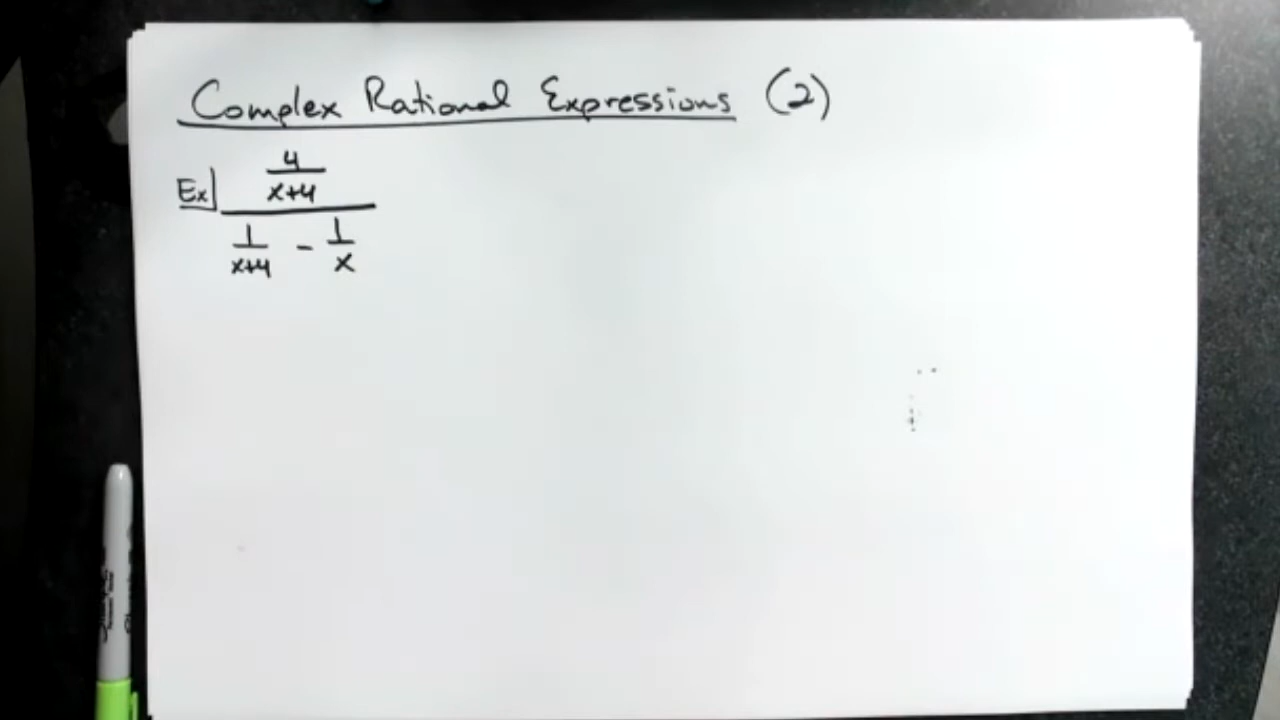 Complex Rational Expressions (2)
Ex|
4
x+4
1 - 1
x+4 x